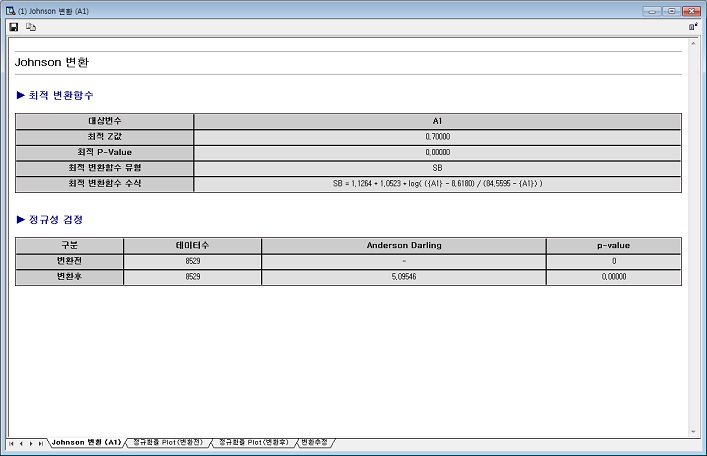 (1) Johnson 변환 (A1)
Johnson 변환
▶ 최적 변환함수
대상변수 A1
최적 Z값 0,70000
최적 P-Value 0,00000
최적 변환함수 유형 SB
최적 변환함수 수식 SB = 1,1264 + 1,0523 * log( ({A1} - 8,6180) / (84,5595 - {A1}) )
▶ 정규성 검정
구분 데이터수 Anderson Darling p-value
변환전 8529 - 0
변환후 8529 5,09546 0,00000
Johnson 변환 (A1) 정규확률 Plot(변환전) 정규확률 Plot(변환후) 변환추정